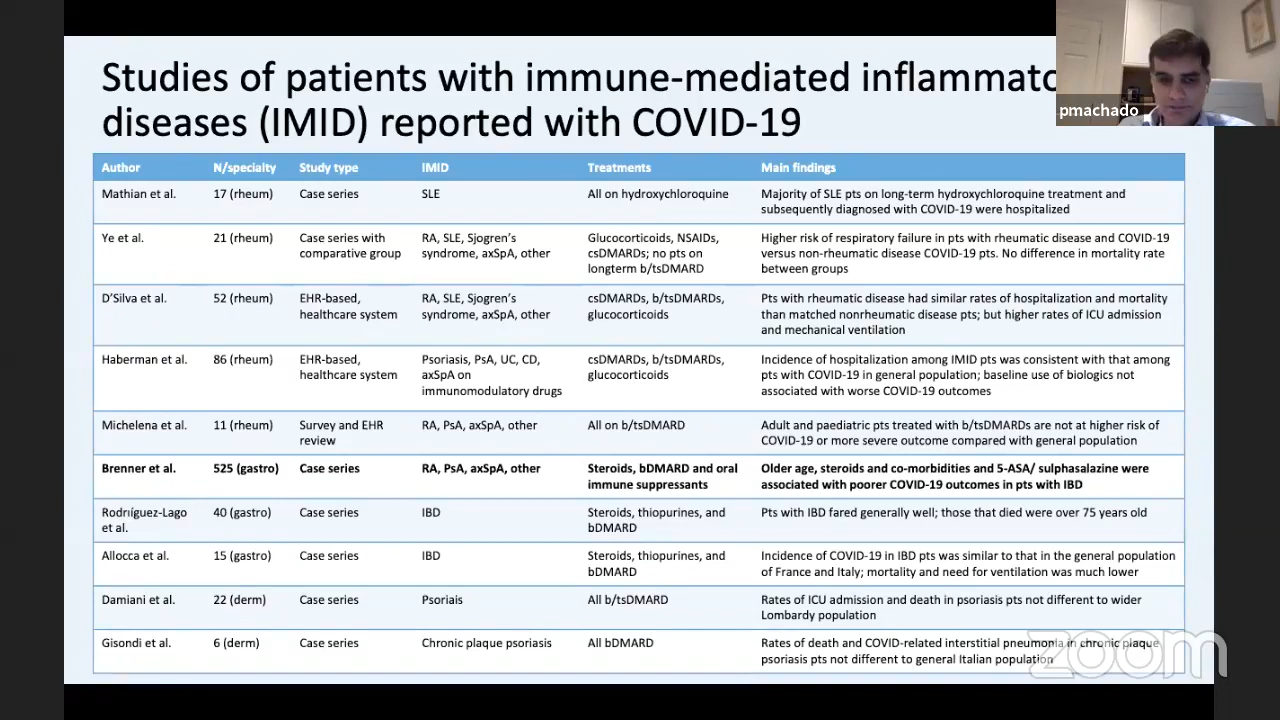 Studies of patients with immune-mediated inflammato
diseases (IMID) reported with COVID-19
pmachado
Author N/specialty Study type IMID Treatments Main findings
Mathian et al. 17 (rheum) Case series SLE All on hydroxychloroquine Majority of SLE pts on long-term hydroxychloroquine treatment and
subsequently diagnosed with COVID-19 were hospitalized
Ye et al. 21 (rheum) Case series with RA, SLE, Sjogren's Glucocorticoids, NSAIDs, Higher risk of respiratory failure in pts with rheumatic disease and COVID-19
comparative group syndrome, axSpA, other csDMARDs; no pts on versus non-rheumatic disease COVID-19 pts. No difference in mortality rate
longterm b/tsDMARD between groups
D'Silva et al. 52 (rheum) EHR-based, RA, SLE, Sjogren's csDMARDs, b/tsDMARDs, Pts with rheumatic disease had similar rates of hospitalization and mortality
healthcare system syndrome, axSpA, other glucocorticoids than matched nonrheumatic disease pts; but higher rates of ICU admission
and mechanical ventilation
Haberman et al. 86 (rheum) EHR-based, Psoriasis, PsA, UC, CD, csDMARDs, b/tsDMARDs, Incidence of hospitalization among IMID pts was consistent with that among
healthcare system axSpA on glucocorticoids pts with COVID-19 in general population; baseline use of biologics not
immunomodulatory drugs associated with worse COVID-19 outcomes
Michelena et al. 11 (rheum) Survey and EHR RA, PsA, axSpA, other All on b/tsDMARD Adult and paediatric pts treated with b/tsDMARDs are not at higher risk of
review COVID-19 or more severe outcome compared with general population
Brenner et al. 525 (gastro) Case series RA, PsA, axSpA, other Steroids, bDMARD and oral Older age, steroids and co-morbidities and 5-ASA/ sulphasalazine were
immune suppressants associated with poorer COVID-19 outcomes in pts with IBD
Rodríguez-Lago 40 (gastro) Case series IBD Steroids, thiopurines, and Pts with IBD fared generally well; those that died were over 75 years old
et al. bDMARD
Allocca et al. 15 (gastro) Case series IBD Steroids, thiopurines, and Incidence of COVID-19 in IBD pts was similar to that in the general population
bDMARD of France and Italy; mortality and need for ventilation was much lower
Damiani et al. 22 (derm) Case series Psoriais All b/tsDMARD Rates of ICU admission and death in psoriasis pts not different to wider
Lombardy population
Gisondi et al. 6 (derm) Case series Chronic plaque psoriasis All bDMARD Rates of death and COVID-related interstitial pneumonia in chronic plaque
psoriasis pts not different to general Italian population
zoom